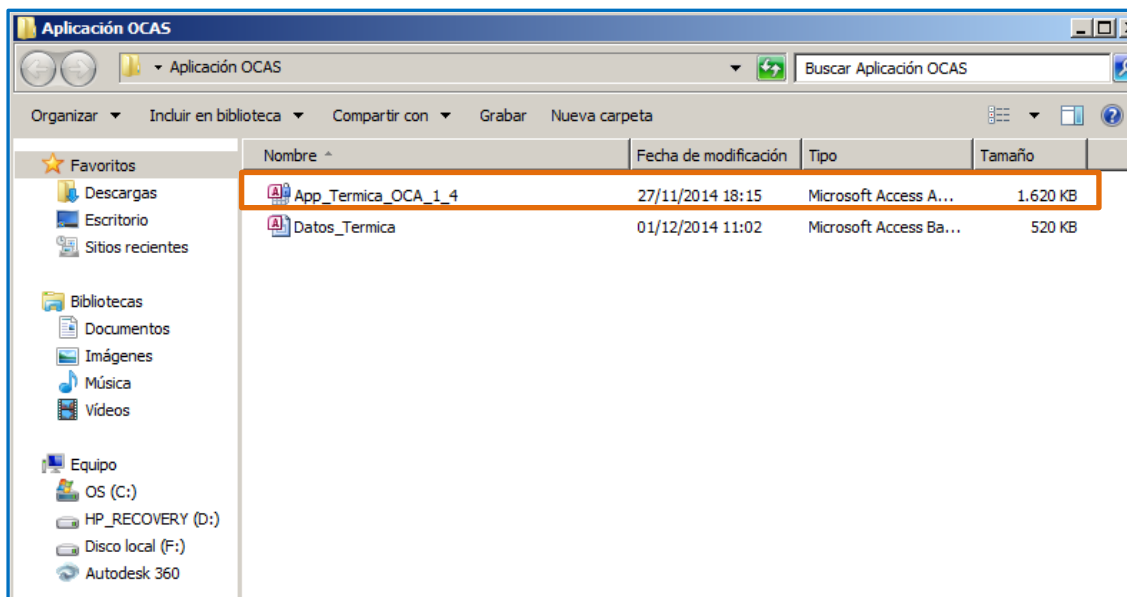 Aplicación OCAS
Aplicación OCAS
Buscar Aplicación OCAS
Organizar Incluir en biblioteca Compartir con Grabar Nueva carpeta
Nombre Fecha de modificación Tipo Tamaño
App_Termica_OCA_1_4 27/11/2014 18:15 Microsoft Access A... 1.620 KB
Datos_Termica 01/12/2014 11:02 Microsoft Access Ba... 520 KB
Favoritos
Descargas
Escritorio
Sitios recientes
Bibliotecas
Documentos
Imágenes
Música
Vídeos
Equipo
OS (C:)
HP_RECOVERY (D:)
Disco local (F:)
Autodesk 360